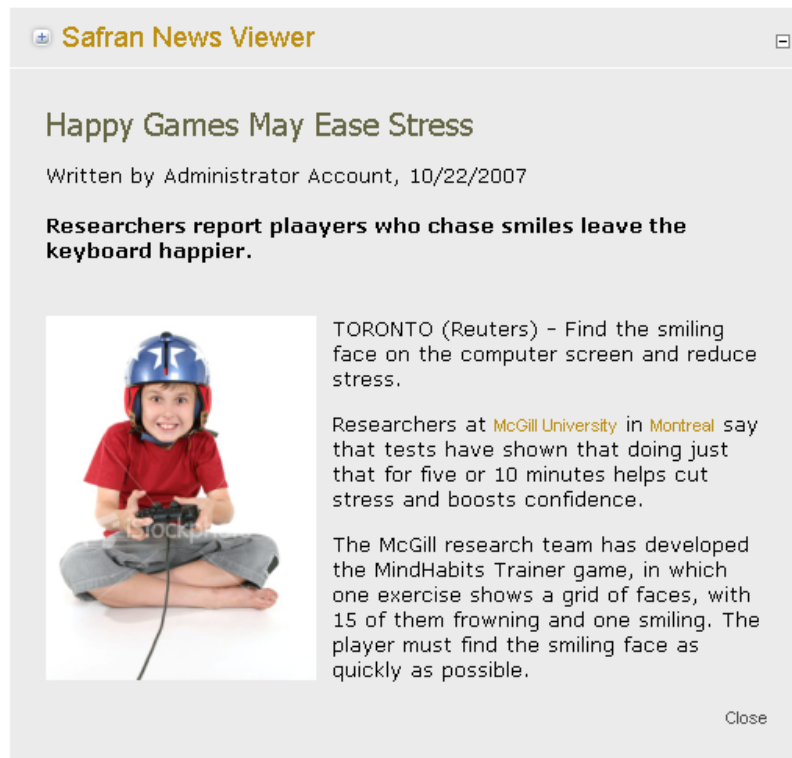 Safran News Viewer
Happy Games May Ease Stress
Written by Administrator Account, 10/22/2007
Researchers report plaayers who chase smiles leave the
keyboard happier.
TORONTO (Reuters) – Find the smiling
face on the computer screen and reduce
stress.
Researchers at McGill University in Montreal say
that tests have shown that doing just
that for five or 10 minutes helps cut
stress and boosts confidence.
The McGill research team has developed
the MindHabits Trainer game, in which
one exercise shows a grid of faces, with
15 of them frowning and one smiling. The
player must find the smiling face as
quickly as possible.
iStockpho
Close